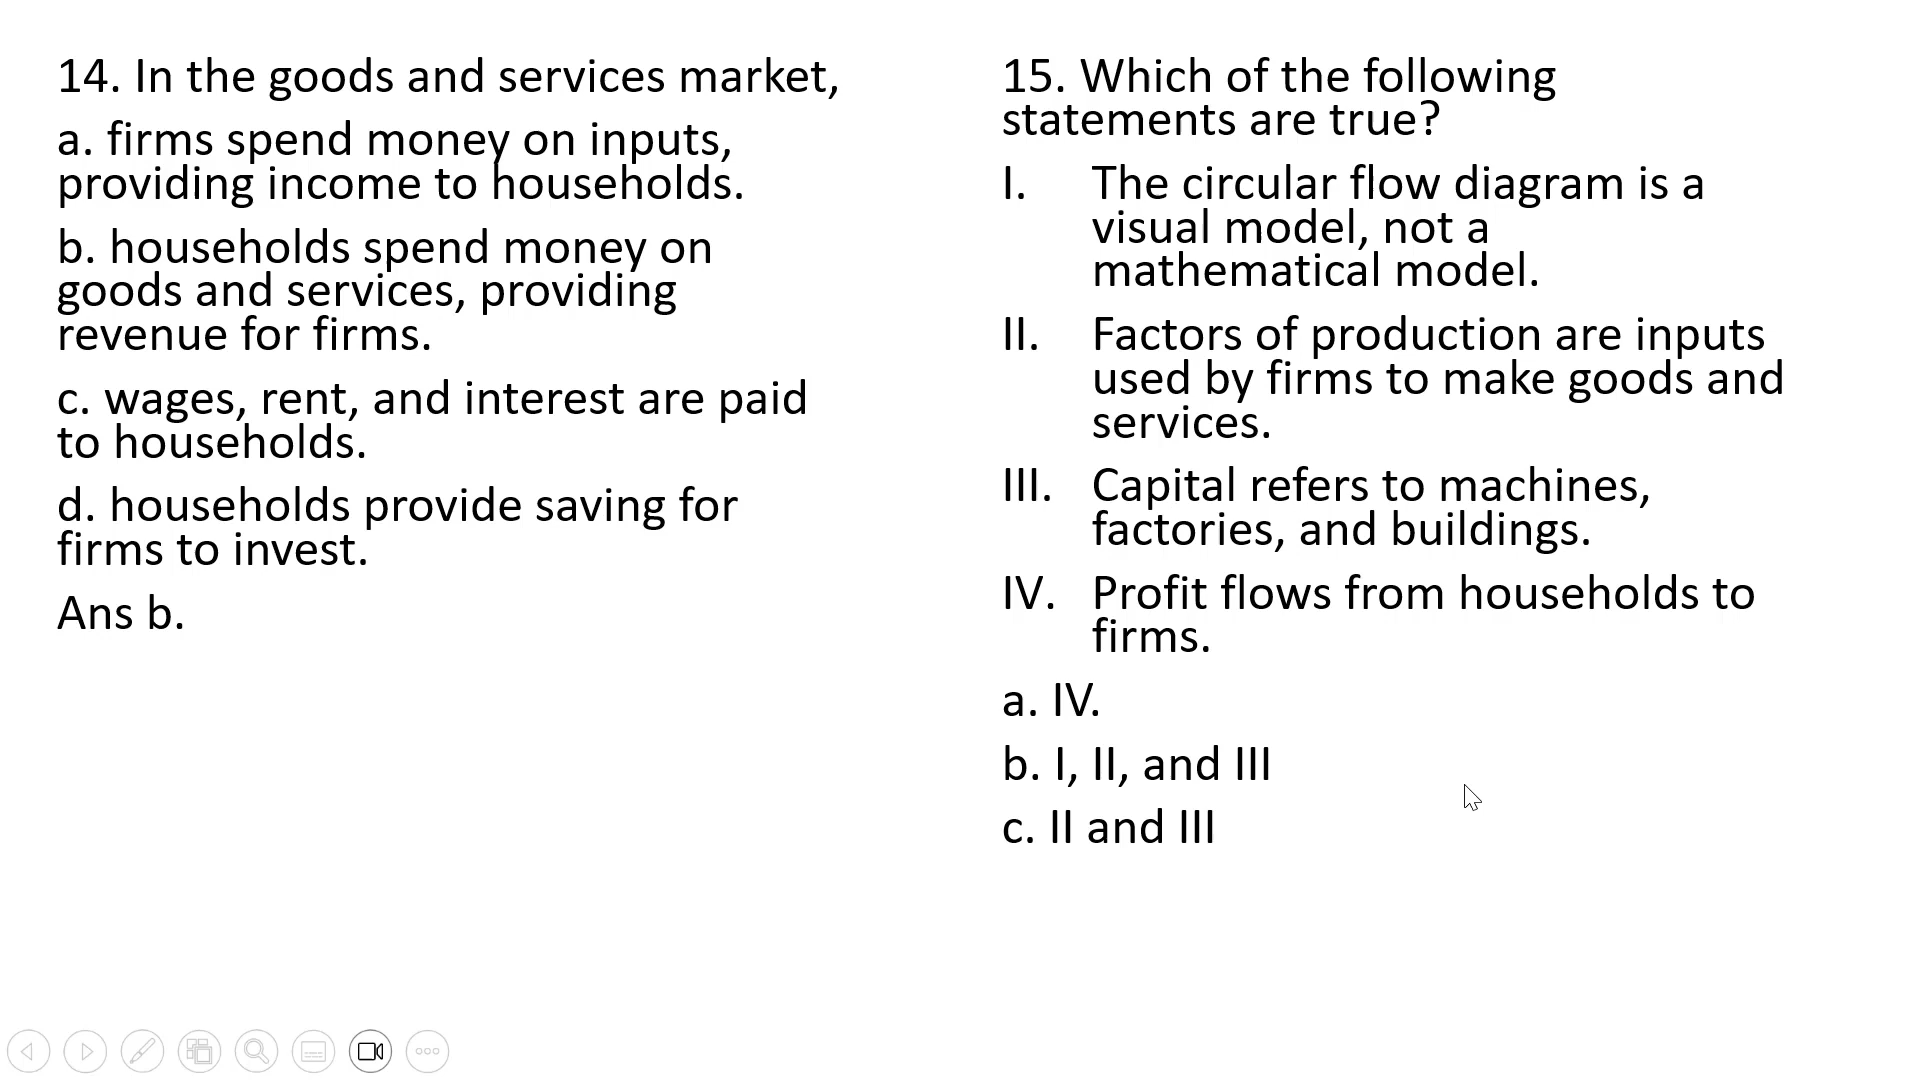 14. In the goods and services market,
a. firms spend money on inputs,
providing income to households.
b. households spend money on
goods and services, providing
revenue for firms.
c. wages, rent, and interest are paid
to households.
d. households provide saving for
firms to invest.
Ans b.
15. Which of the following
statements are true?
I. The circular flow diagram is a
visual model, not a
mathematical model.
II. Factors of production are inputs
used by firms to make goods and
services.
III. Capital refers to machines,
factories, and buildings.
IV. Profit flows from households to
firms.
a. IV.
b. I, II, and III
c. II and III